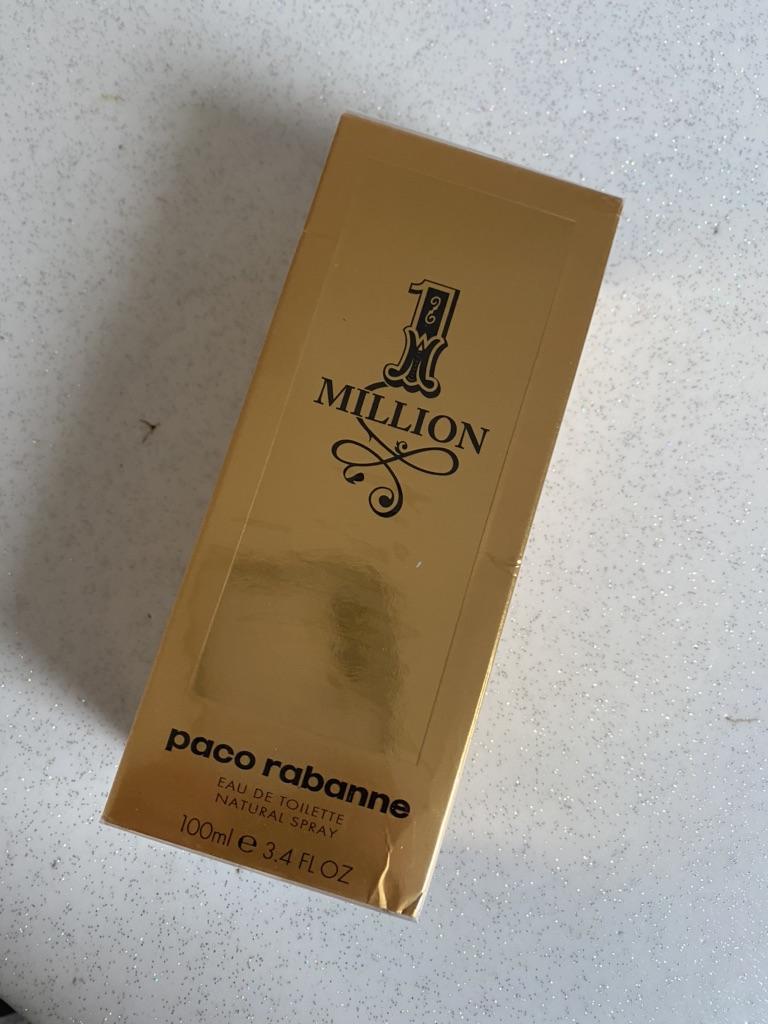 1
MILLION
paco rabanne
EAU DE TOILETTE
NATURAL SPRAY
100ml e 3.4 FL OZ